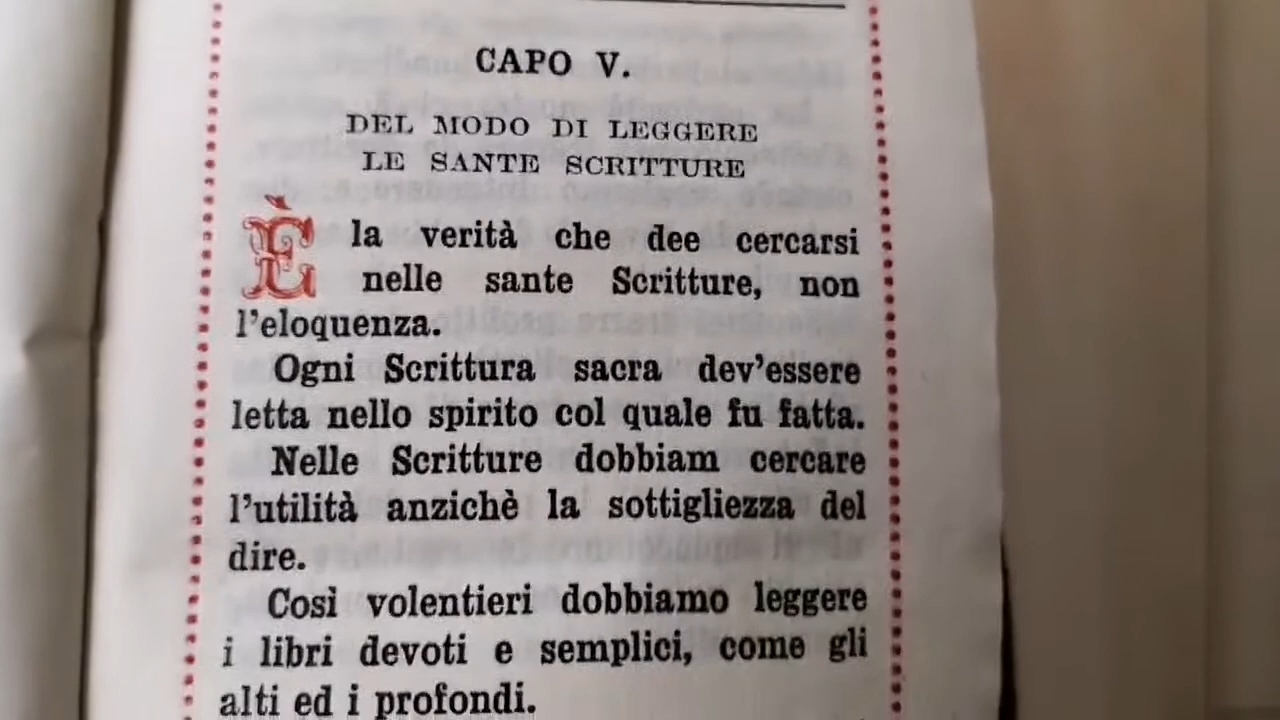 CAPO V.
DEL MODO DI LEGGERE
LE SANTE SCRITTURE
È la verità che dee cercarsi
nelle sante Scritture, non
l'eloquenza.
Ogni Scrittura sacra dev'essere
letta nello spirito col quale fu fatta.
Nelle Scritture dobbiam cercare
l'utilità anzichè la sottigliezza del
dire.
Così volentieri dobbiamo leggere
i libri devoti e semplici, come gli
alti ed i profondi.